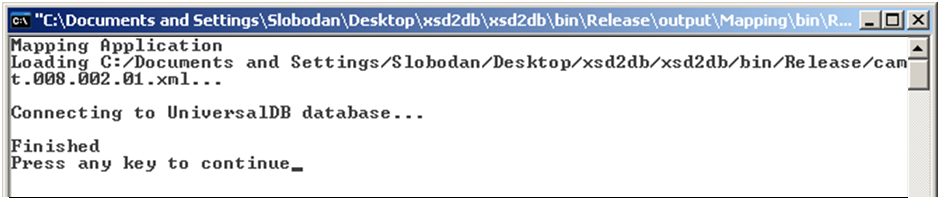 "C:\Documents and Settings\Slobodan\Desktop\xsd2db\xsd2db\bin\Release\output\Mapping\bin\R...
Mapping Application
Loading C:/Documents and Settings/Slobodan/Desktop/xsd2db/xsd2db/bin/Release/cam
t.008.002.01.xml...
Connecting to UniversalDB database...
Finished
Press any key to continue_